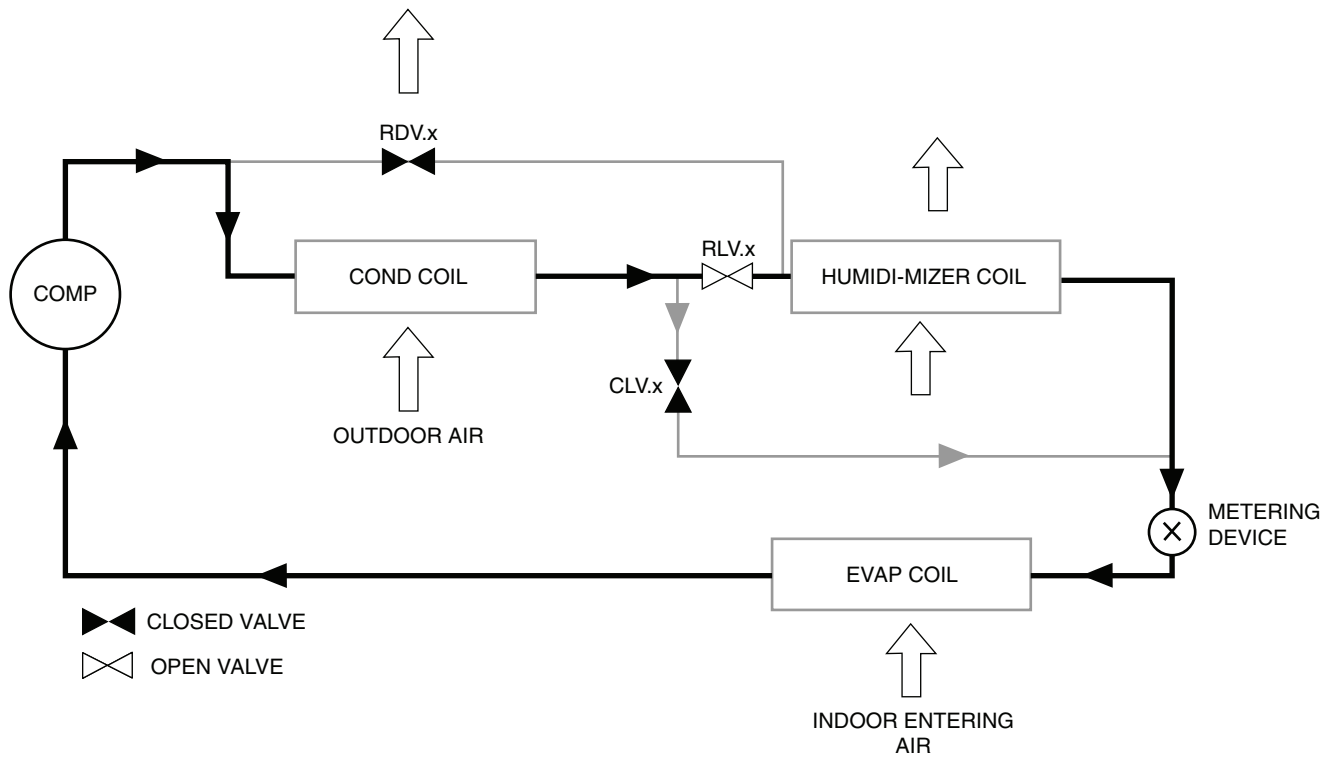 RDV.x
RLV.x
COMP
COND COIL
HUMIDI-MIZER COIL
CLV.x
OUTDOOR AIR
METERING
DEVICE
EVAP COIL
CLOSED VALVE
OPEN VALVE
INDOOR ENTERING
AIR